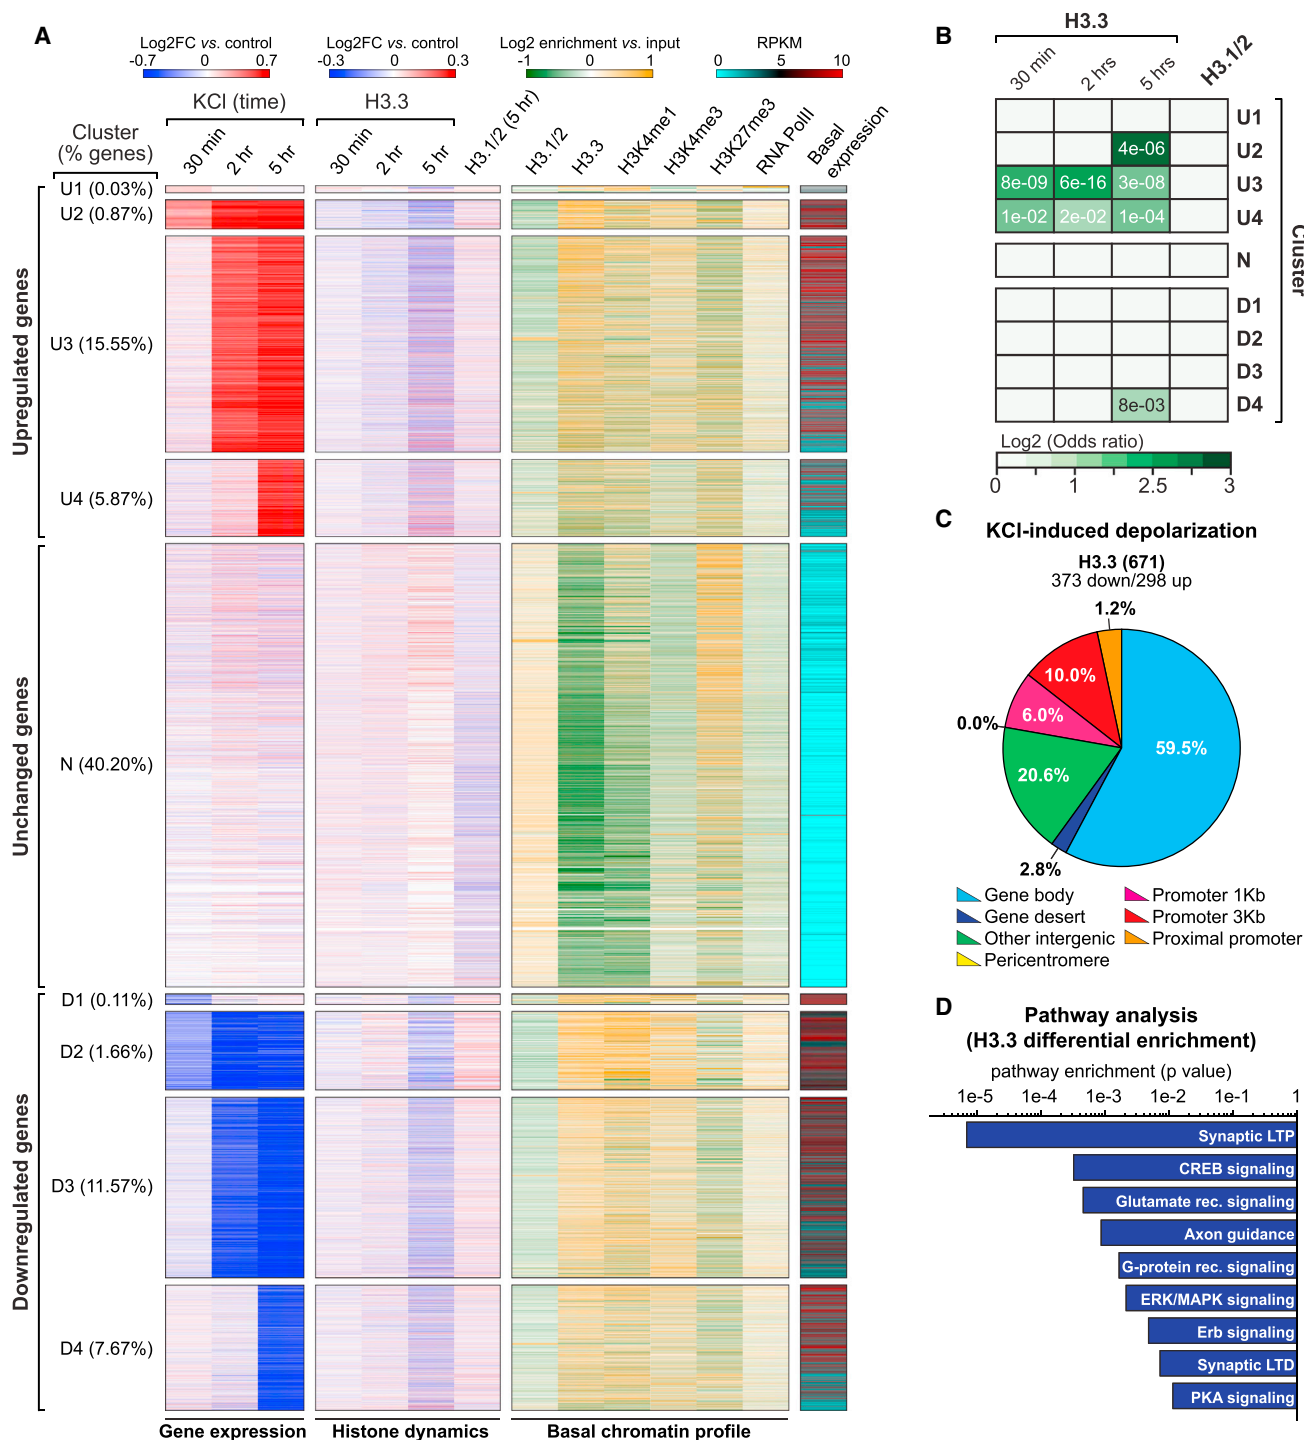 A
Log2FC vs. control
-0.7 0 0.7
Log2FC vs. control
-0.3 0 0.3
Log2 enrichment vs. input
-1 0 1
RPKM
0 5 10
KCl (time)
H3.3
Cluster
(% genes)
30 min
2 hr
5 hr
30 min
2 hr
5 hr
H3.1/2 (5 hr)
H3.1/2
H3.3
H3K4me1
H3K4me3
H3K27me3
RNA PolII
Basal
expression
Upregulated genes
U1 (0.03%)
U2 (0.87%)
U3 (15.55%)
U4 (5.87%)
Unchanged genes
N (40.20%)
Downregulated genes
D1 (0.11%)
D2 (1.66%)
D3 (11.57%)
D4 (7.67%)
Gene expression
Histone dynamics
Basal chromatin profile
B
H3.3
30 min
2 hrs
5 hrs
H3.1/2
U1
4e-06 U2
8e-09 6e-16 3e-08 U3
1e-02 2e-02 1e-04 U4
N
D1
D2
D3
8e-03 D4
Cluster
Log2 (Odds ratio)
0 1 2.5 3
C
KCl-induced depolarization
H3.3 (671)
373 down/298 up
1.2%
10.0%
6.0%
0.0%
59.5%
20.6%
2.8%
Gene body
Gene desert
Other intergenic
Pericentromere
Promoter 1Kb
Promoter 3Kb
Proximal promoter
D
Pathway analysis
(H3.3 differential enrichment)
pathway enrichment (p value)
1e-5 1e-4 1e-3 1e-2 1e-1 1
Synaptic LTP
CREB signaling
Glutamate rec. signaling
Axon guidance
G-protein rec. signaling
ERK/MAPK signaling
Erb signaling
Synaptic LTD
PKA signaling